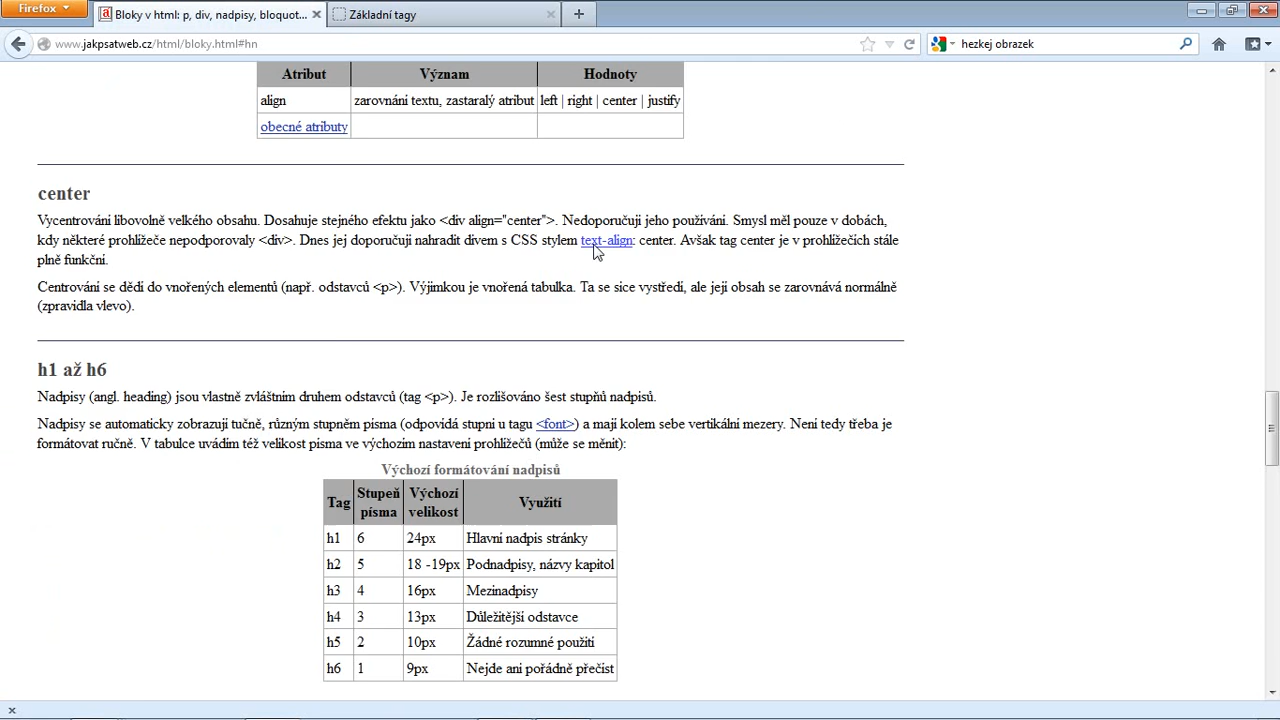 Firefox
Bloky v html: p, div, nadpisy, bloquot...
Základní tagy
www.jakpsatweb.cz/html/bloky.html#hn
hezkej obrazek
Atribut Význam Hodnoty
align zarovnání textu, zastaralý atribut left | right | center | justify
obecné atributy
center
Vycentrování libovolně velkého obsahu. Dosahuje stejného efektu jako <div align="center">. Nedoporučuji jeho používání. Smysl měl pouze v dobách,
kdy některé prohlížeče nepodporovaly <div>. Dnes jej doporučuji nahradit divem s CSS stylem text-align: center. Avšak tag center je v prohlížečích stále
plně funkční.
Centrování se dědí do vnořených elementů (např. odstavců <p>). Výjimkou je vnořená tabulka. Ta se sice vystředí, ale její obsah se zarovnává normálně
(zpravidla vlevo).
h1 až h6
Nadpisy (angl. heading) jsou vlastně zvláštním druhem odstavců (tag <p>). Je rozlišováno šest stupňů nadpisů.
Nadpisy se automaticky zobrazují tučně, různým stupněm písma (odpovídá stupni u tagu <font>) a mají kolem sebe vertikální mezery. Není tedy třeba je
formátovat ručně. V tabulce uvádím též velikost písma ve výchozím nastavení prohlížečů (může se měnit):
Výchozí formátování nadpisů
Tag Stupeň písma Výchozí velikost Využití
h1 6 24px Hlavní nadpis stránky
h2 5 18 -19px Podnadpisy, názvy kapitol
h3 4 16px Mezinadpisy
h4 3 13px Důležitější odstavce
h5 2 10px Žádné rozumné použití
h6 1 9px Nejde ani pořádně přečíst